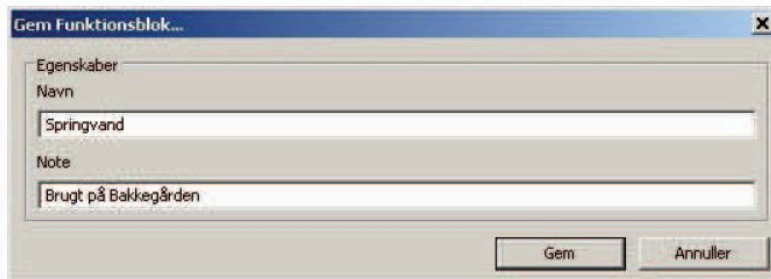 Gem Funktionsblok...
Egenskaber
Navn
Springvand
Note
Brugt på Bakkegården
Gem Annuller